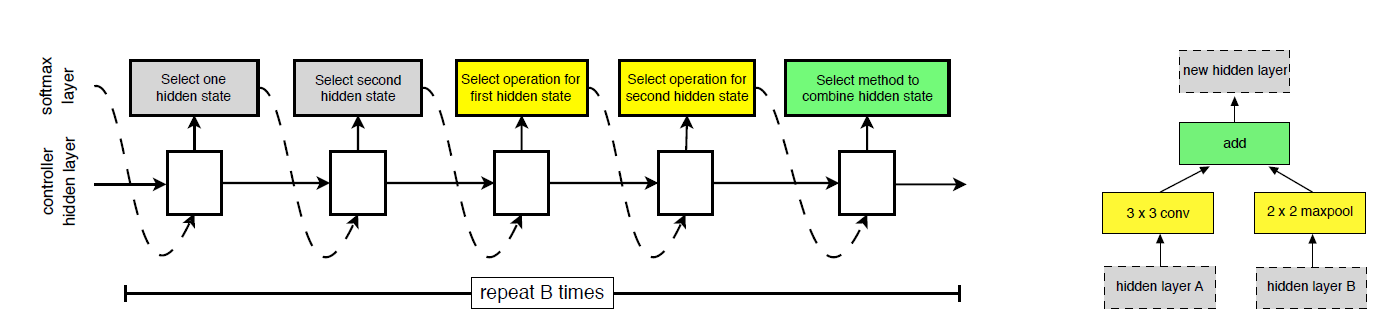 softmax
layer
controller
hidden layer
Select one
hidden state
Select second
hidden state
Select operation for
first hidden state
Select operation for
second hidden state
Select method to
combine hidden state
repeat B times
new hidden layer
add
3 x 3 conv
2 x 2 maxpool
hidden layer A
hidden layer B